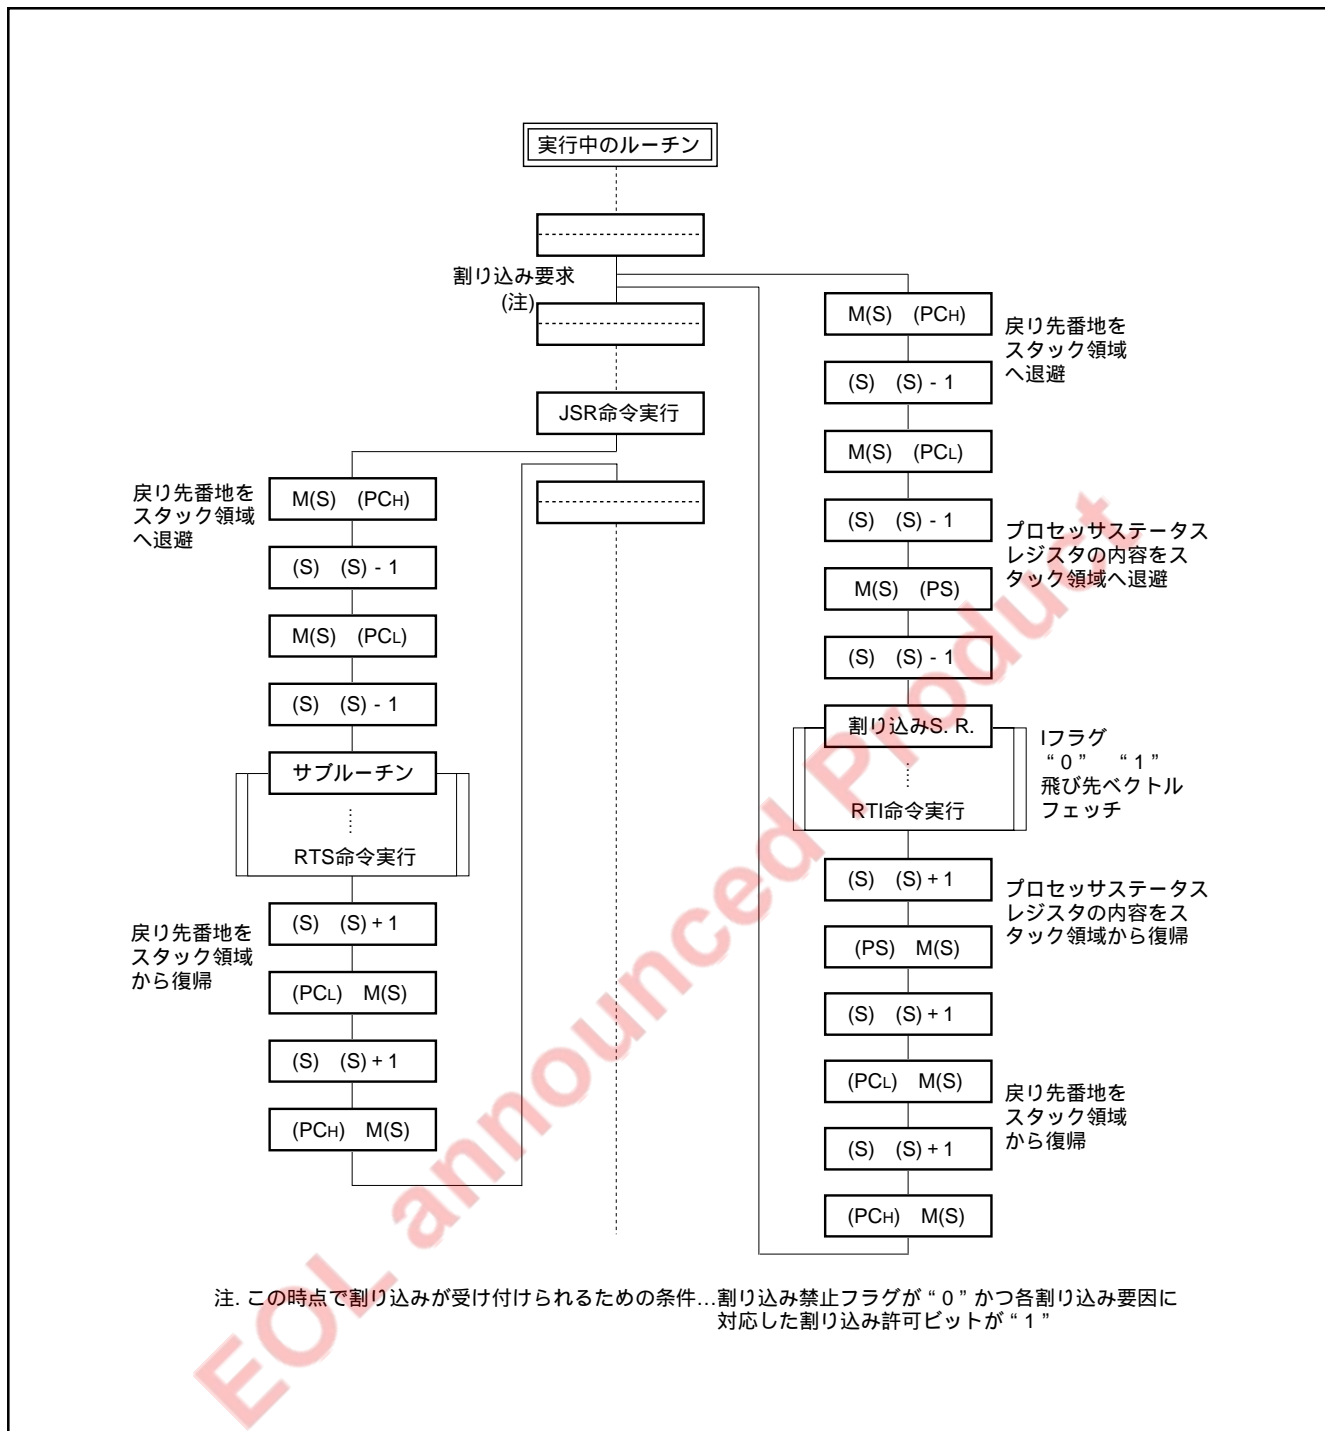 実行中のルーチン
割り込み要求
(注)
JSR命令実行
戻り先番地を
スタック領域
へ退避
M(S) (PCH)
(S) (S) - 1
M(S) (PCL)
(S) (S) - 1
サブルーチン
RTS命令実行
戻り先番地を
スタック領域
から復帰
(S) (S) + 1
(PCL) M(S)
(S) (S) + 1
(PCH) M(S)
M(S) (PCH)
戻り先番地を
スタック領域
へ退避
(S) (S) - 1
M(S) (PCL)
(S) (S) - 1
プロセッサステータス
レジスタの内容をス
タック領域へ退避
M(S) (PS)
(S) (S) - 1
割り込みS. R.
RTI命令実行
Iフラグ
“ 0 ” “ 1 ”
飛び先ベクトル
フェッチ
(S) (S) + 1
プロセッサステータス
レジスタの内容をス
タック領域から復帰
(PS) M(S)
(S) (S) + 1
(PCL) M(S)
戻り先番地を
スタック領域
から復帰
(S) (S) + 1
(PCH) M(S)
注. この時点で割り込みが受け付けられるための条件…割り込み禁止フラグが “ 0 ” かつ各割り込み要因に
対応した割り込み許可ビットが “ 1 ”
EOL announced Product